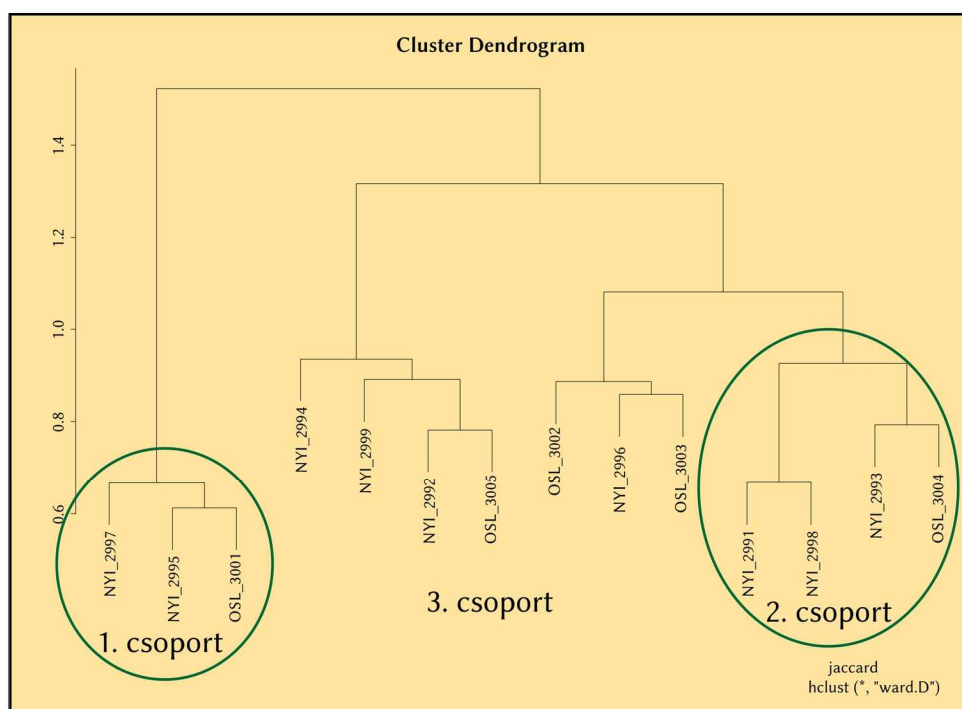 Cluster Dendrogram
1.4
1.2
1.0
0.8
0.6
NYI_2997
NYI_2995
OSL_3001
NYI_2994
NYI_2999
NYI_2992
OSL_3005
OSL_3002
NYI_2996
OSL_3003
NYI_2991
NYI_2998
NYI_2993
OSL_3004
1. csoport
3. csoport
2. csoport
jaccard
hclust (*, "ward.D")